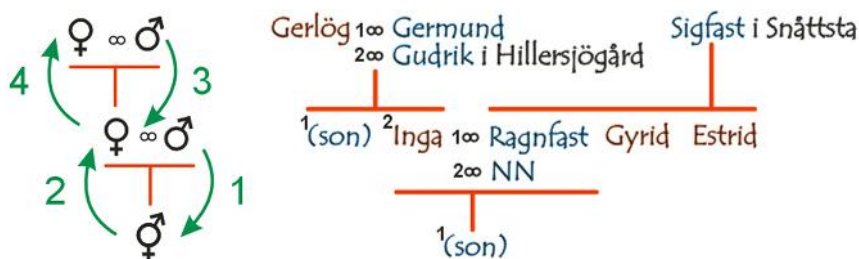 Gerlög 1∞ Germund
2∞ Gudrik i Hillersjögård
Sigfast i Snåttsta
4
3
1(son) 2Inga 1∞ Ragnfast Gyrid Estrid
2∞ NN
2
1
1(son)